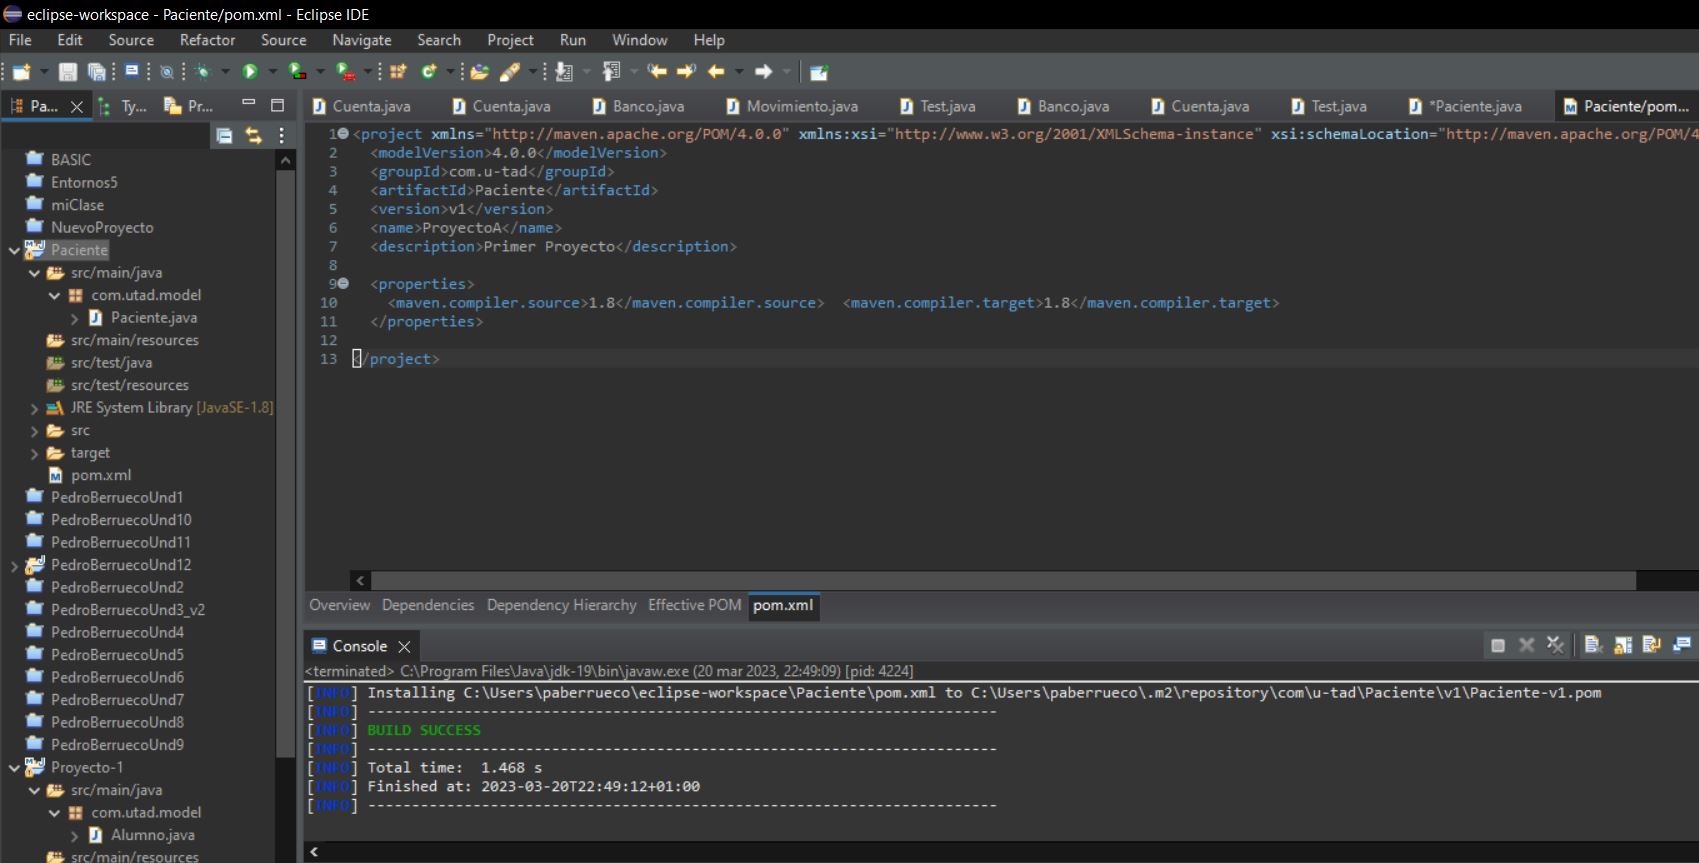 eclipse-workspace - Paciente/pom.xml - Eclipse IDE
File Edit Source Refactor Source Navigate Search Project Run Window Help
Pa... Ty... Pr...
Cuenta.java Cuenta.java Banco.java Movimiento.java Test.java Banco.java Cuenta.java Test.java *Paciente.java Paciente/pom...
BASIC
Entornos5
miClase
NuevoProyecto
Paciente
src/main/java
com.utad.model
Paciente.java
src/main/resources
src/test/java
src/test/resources
JRE System Library [JavaSE-1.8]
src
target
pom.xml
PedroBerruecoUnd1
PedroBerruecoUnd10
PedroBerruecoUnd11
PedroBerruecoUnd12
PedroBerruecoUnd2
PedroBerruecoUnd3_v2
PedroBerruecoUnd4
PedroBerruecoUnd5
PedroBerruecoUnd6
PedroBerruecoUnd7
PedroBerruecoUnd8
PedroBerruecoUnd9
Proyecto-1
src/main/java
com.utad.model
Alumno.java
src/main/resources
1 <project xmlns="http://maven.apache.org/POM/4.0.0" xmlns:xsi="http://www.w3.org/2001/XMLSchema-instance" xsi:schemaLocation="http://maven.apache.org/POM/4
2 <modelVersion>4.0.0</modelVersion>
3 <groupId>com.u-tad</groupId>
4 <artifactId>Paciente</artifactId>
5 <version>v1</version>
6 <name>ProyectoA</name>
7 <description>Primer Proyecto</description>
8
9 <properties>
10 <maven.compiler.source>1.8</maven.compiler.source> <maven.compiler.target>1.8</maven.compiler.target>
11 </properties>
12
13 </project>
Overview Dependencies Dependency Hierarchy Effective POM pom.xml
Console
<terminated> C:\Program Files\Java\jdk-19\bin\javaw.exe (20 mar 2023, 22:49:09) [pid: 4224]
[INFO] Installing C:\Users\paberrueco\eclipse-workspace\Paciente\pom.xml to C:\Users\paberrueco\.m2\repository\com\u-tad\Paciente\v1\Paciente-v1.pom
[INFO] ------------------------------------------------------------------------
[INFO] BUILD SUCCESS
[INFO] ------------------------------------------------------------------------
[INFO] Total time: 1.468 s
[INFO] Finished at: 2023-03-20T22:49:12+01:00
[INFO] ------------------------------------------------------------------------